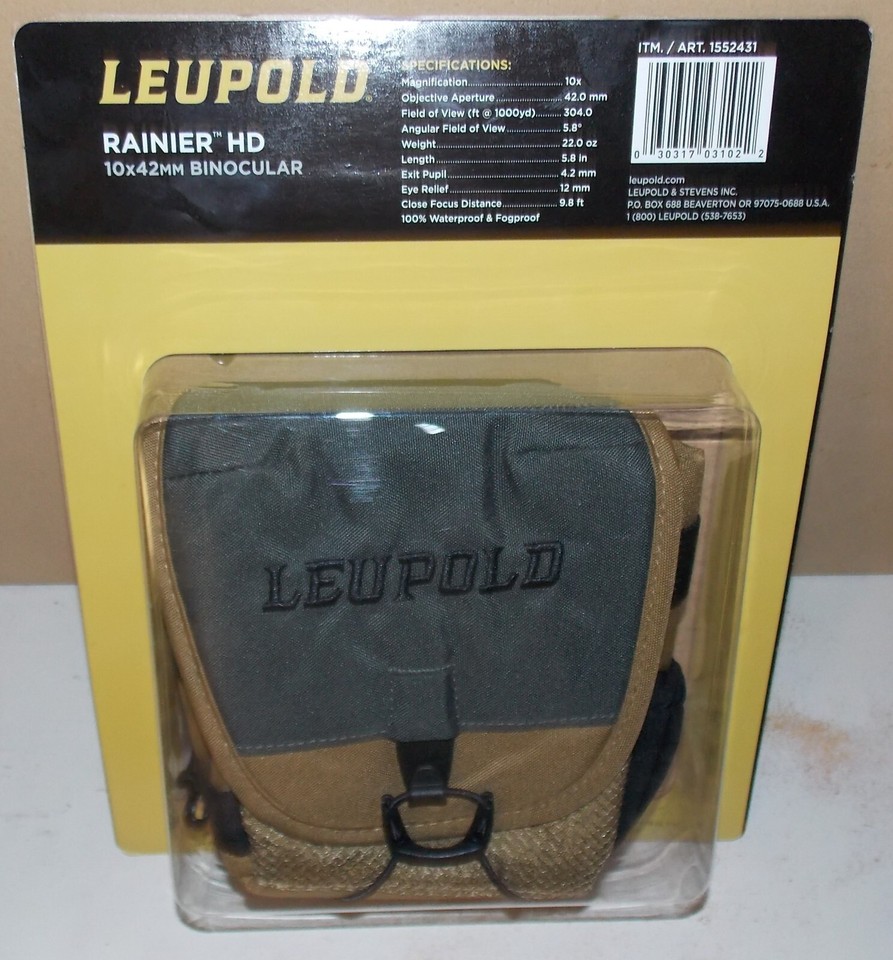 LEUPOLD®
RAINIER™ HD
10x42MM BINOCULAR
SPECIFICATIONS:
Magnification 10x
Objective Aperture 42.0 mm
Field of View (ft @ 1000yd) 304.0
Angular Field of View 5.8°
Weight 22.0 oz
Length 5.8 in
Exit Pupil 4.2 mm
Eye Relief 12 mm
Close Focus Distance 9.8 ft
100% Waterproof & Fogproof
ITM. / ART. 1552431
0 30317 03102 2
leupold.com
LEUPOLD & STEVENS INC.
P.O. BOX 688 BEAVERTON OR 97075-0688 U.S.A.
1 (800) LEUPOLD (538-7653)
LEUPOLD